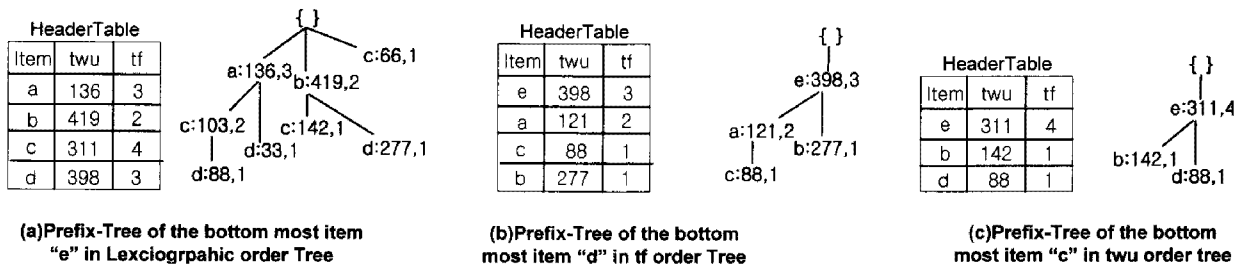 HeaderTable
Item twu tf
a 136 3
b 419 2
c 311 4
d 398 3
{ }
a:136,3
b:419,2
c:66,1
c:103,2
d:33,1
c:142,1
d:277,1
d:88,1
(a)Prefix-Tree of the bottom most item
“e” in Lexciogrpahic order Tree
HeaderTable
Item twu tf
e 398 3
a 121 2
c 88 1
b 277 1
{ }
e:398,3
a:121,2
b:277,1
c:88,1
(b)Prefix-Tree of the bottom
most item “d” in tf order Tree
HeaderTable
Item twu tf
e 311 4
b 142 1
d 88 1
{ }
e:311,4
b:142,1
d:88,1
(c)Prefix-Tree of the bottom
most item “c” in twu order tree